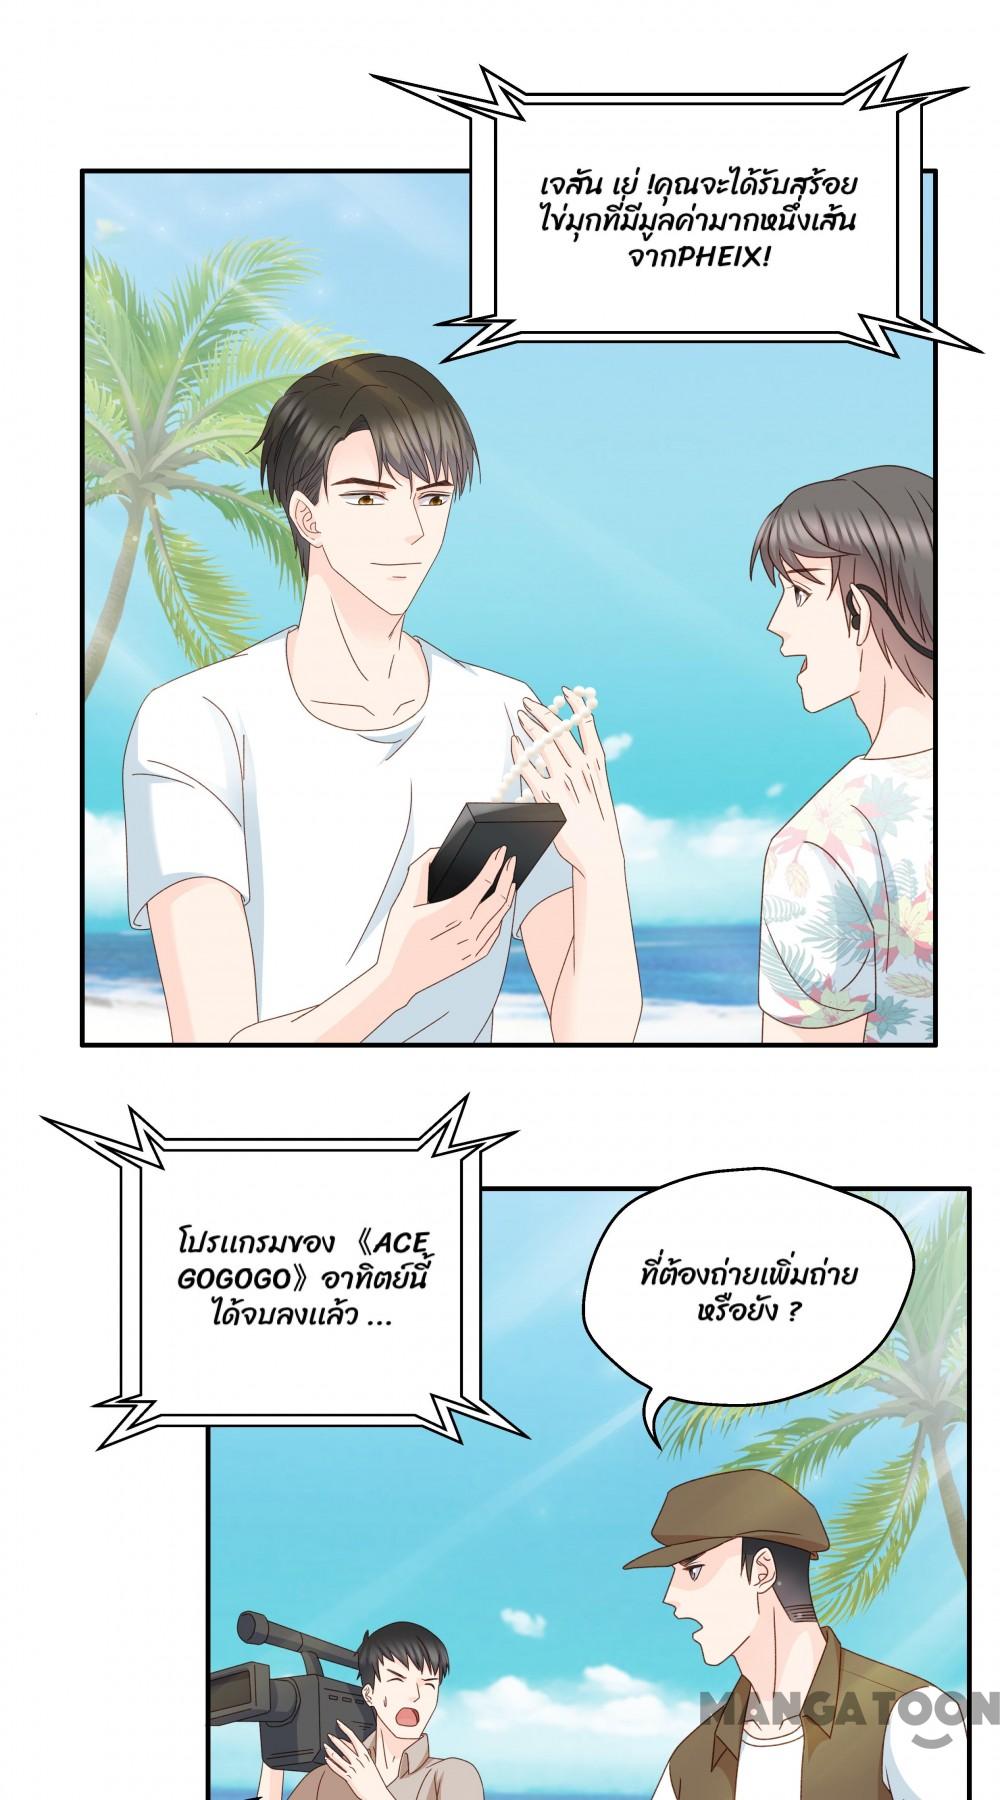 เจสัน เย่ !คุณจะได้รับสร้อย
ไข่มุกที่มีมูลค่ามากหนึ่งเส้น
จากPHEIX!
โปรแกรมของ 《ACE
GOGOGO》อาทิตย์นี้
ได้จบลงแล้ว ...
ที่ต้องถ่ายเพิ่มถ่าย
หรือยัง ?
MANGATOON